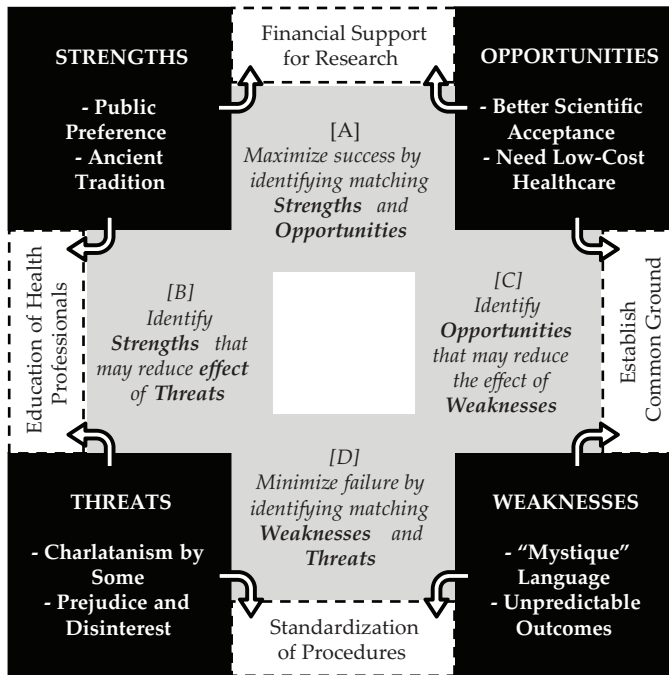 STRENGTHS
- Public
Preference
- Ancient
Tradition
Financial Support
for Research
OPPORTUNITIES
- Better Scientific
Acceptance
- Need Low-Cost
Healthcare
[A]
Maximize success by
identifying matching
Strengths and
Opportunities
Education of Health
Professionals
[B]
Identify
Strengths that
may reduce effect
of Threats
[C]
Identify
Opportunities
that may reduce
the effect of
Weaknesses
Establish
Common Ground
THREATS
- Charlatanism by
Some
- Prejudice and
Disinterest
[D]
Minimize failure by
identifying matching
Weaknesses and
Threats
WEAKNESSES
- “Mystique”
Language
- Unpredictable
Outcomes
Standardization
of Procedures